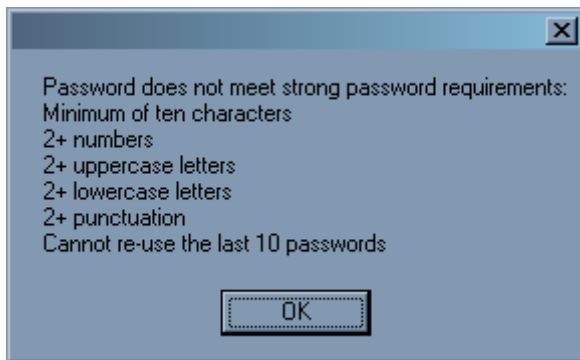 Password does not meet strong password requirements:
Minimum of ten characters
2+ numbers
2+ uppercase letters
2+ lowercase letters
2+ punctuation
Cannot re-use the last 10 passwords
OK